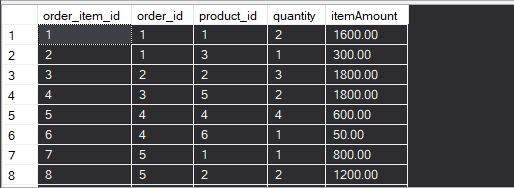 order_item_id order_id product_id quantity itemAmount
1 1 1 1 2 1600.00
2 2 1 3 1 300.00
3 3 2 2 3 1800.00
4 4 3 5 2 1800.00
5 5 4 4 4 600.00
6 6 4 6 1 50.00
7 7 5 1 1 800.00
8 8 5 2 2 1200.00